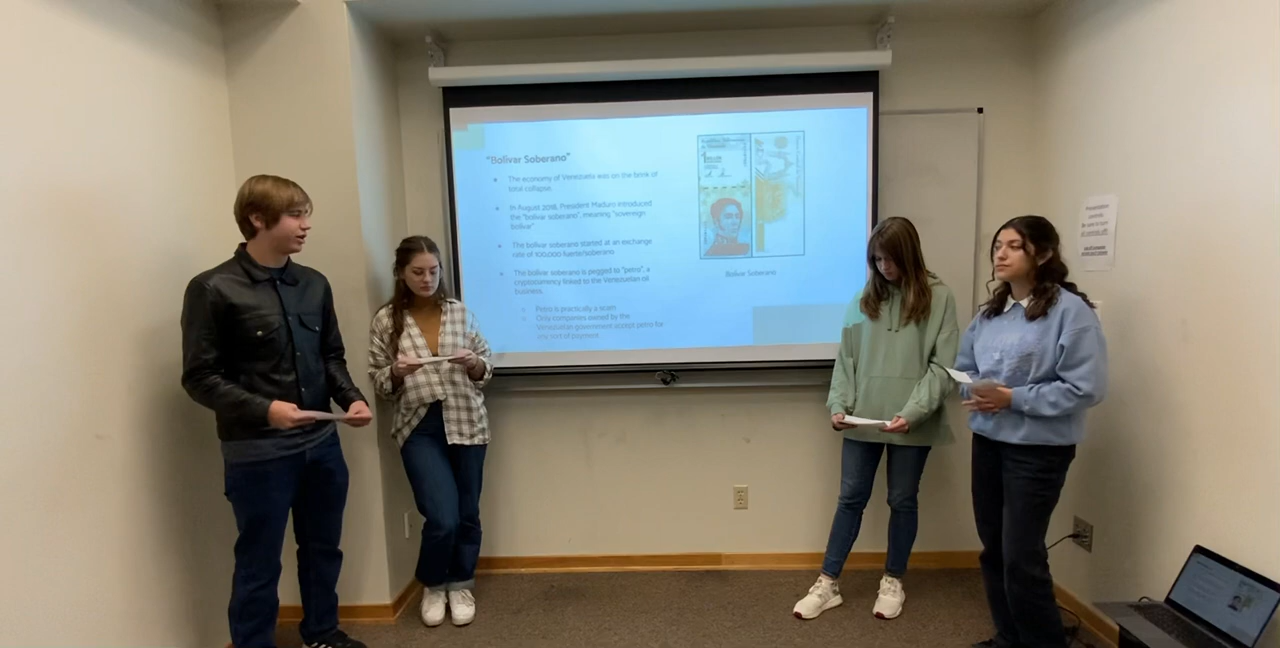 "Bolívar Soberano"
The economy of Venezuela was on the brink of
total collapse.
In August 2018, President Maduro introduced
the "bolivar soberano", meaning "sovereign
bolivar"
The bolivar soberano started at an exchange
rate of 100,000 fuerte/soberano
The bolivar soberano is pegged to "petro", a
cryptocurrency linked to the Venezuelan oil
business.
Petro is practically a scam
Only companies owned by the
Venezuelan government accept petro for
any sort of payment
Bolivar Soberano